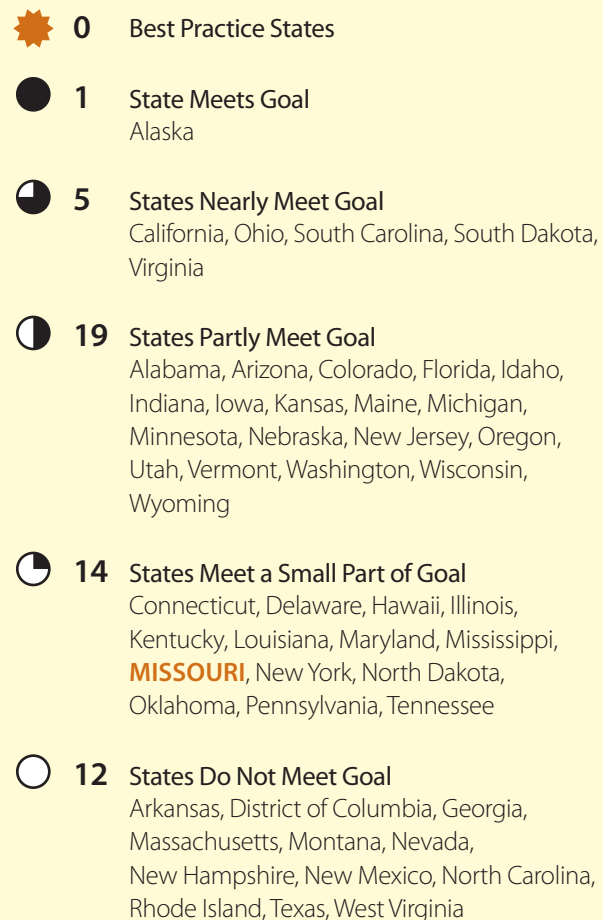 0 Best Practice States
1 State Meets Goal
Alaska
5 States Nearly Meet Goal
California, Ohio, South Carolina, South Dakota,
Virginia
19 States Partly Meet Goal
Alabama, Arizona, Colorado, Florida, Idaho,
Indiana, Iowa, Kansas, Maine, Michigan,
Minnesota, Nebraska, New Jersey, Oregon,
Utah, Vermont, Washington, Wisconsin,
Wyoming
14 States Meet a Small Part of Goal
Connecticut, Delaware, Hawaii, Illinois,
Kentucky, Louisiana, Maryland, Mississippi,
MISSOURI, New York, North Dakota,
Oklahoma, Pennsylvania, Tennessee
12 States Do Not Meet Goal
Arkansas, District of Columbia, Georgia,
Massachusetts, Montana, Nevada,
New Hampshire, New Mexico, North Carolina,
Rhode Island, Texas, West Virginia